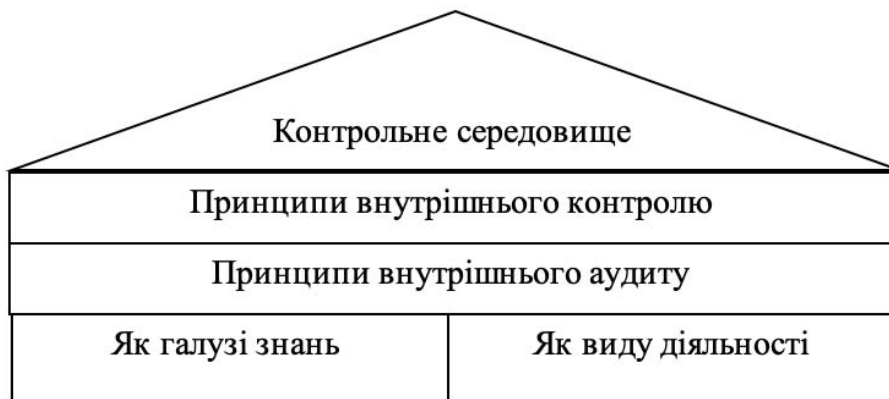 Контрольне середовище
Принципи внутрішнього контролю
Принципи внутрішнього аудиту
Як галузі знань
Як виду діяльності